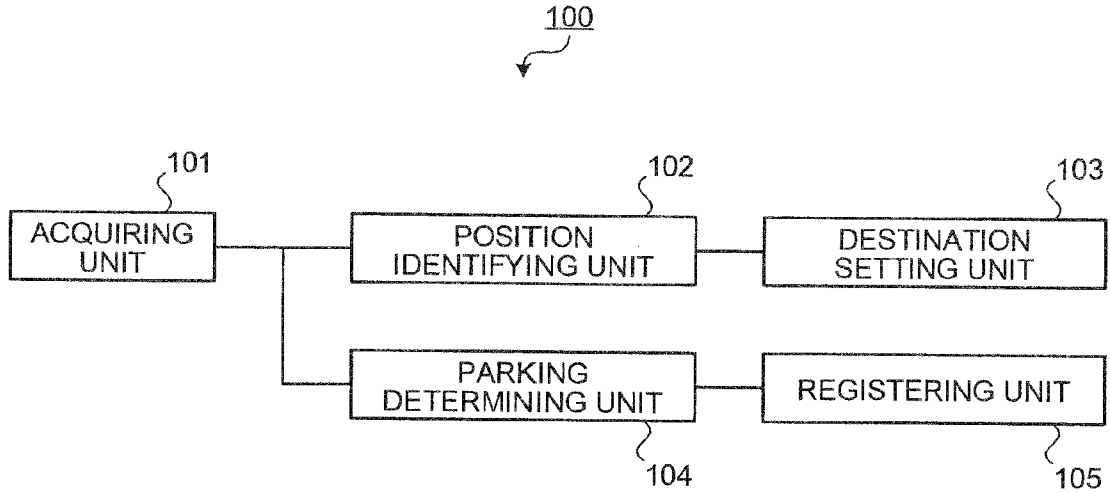 100
101
102
103
ACQUIRING
UNIT
POSITION
IDENTIFYING UNIT
DESTINATION
SETTING UNIT
PARKING
DETERMINING UNIT
REGISTERING UNIT
104
105